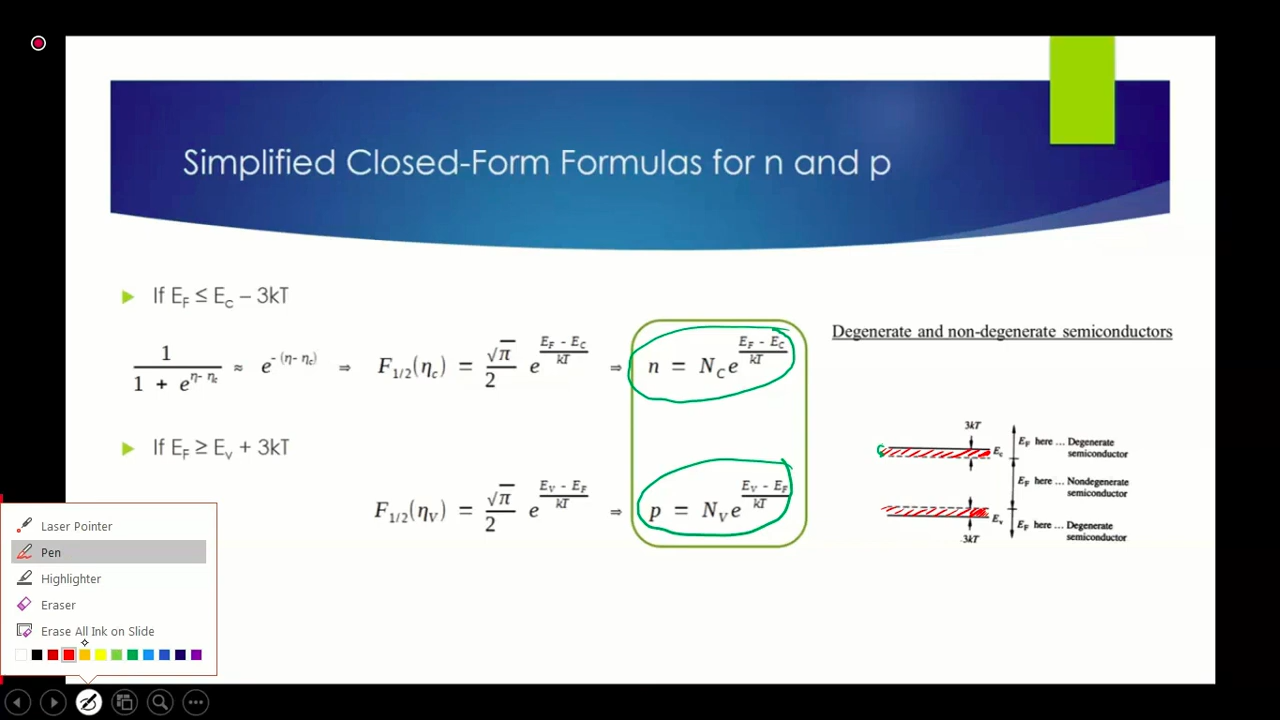 Simplified Closed-Form Formulas for n and p
If E_F ≤ E_c – 3kT
1 / (1 + e^(η- η_c)) ≈ e^(- (η- η_c)) ⇒ F_1/2(η_c) = √π/2 e^((E_F - E_C)/kT) ⇒ n = N_C e^((E_F - E_C)/kT)
If E_F ≥ E_v + 3kT
F_1/2(η_V) = √π/2 e^((E_V - E_F)/kT) ⇒ p = N_V e^((E_V - E_F)/kT)
Degenerate and non-degenerate semiconductors
3kT
E_c
E_F here ... Degenerate
semiconductor
E_F here ... Nondegenerate
semiconductor
E_v
E_F here ... Degenerate
semiconductor
3kT
Laser Pointer
Pen
Highlighter
Eraser
Erase All Ink on Slide